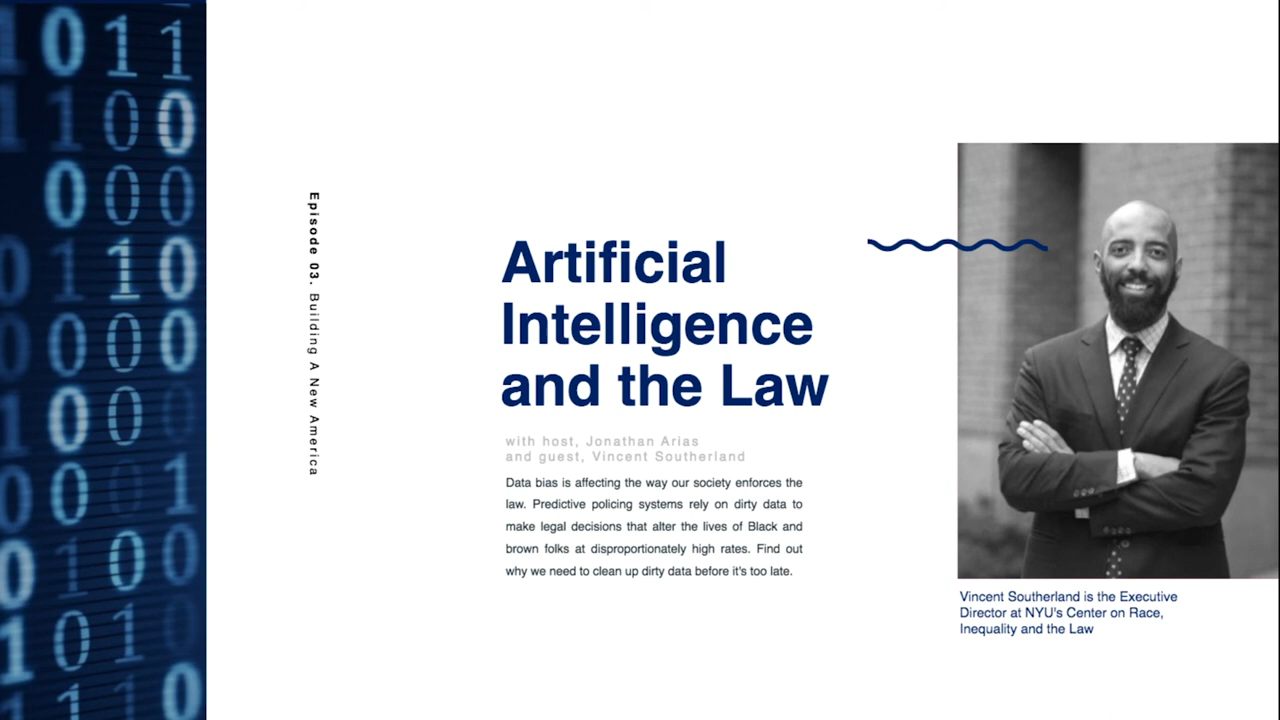 Episode 03. Building A New America
Artificial
Intelligence
and the Law
with host, Jonathan Arias
and guest, Vincent Southerland
Data bias is affecting the way our society enforces the
law. Predictive policing systems rely on dirty data to
make legal decisions that alter the lives of Black and
brown folks at disproportionately high rates. Find out
why we need to clean up dirty data before it's too late.
Vincent Southerland is the Executive
Director at NYU's Center on Race,
Inequality and the Law